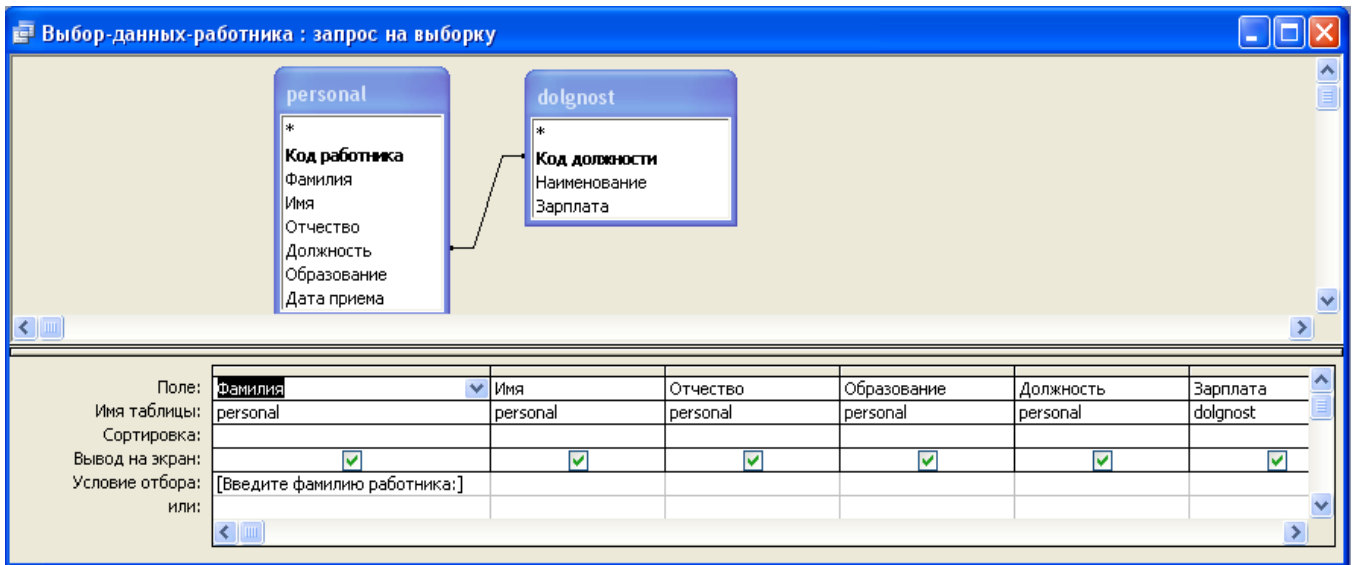 Выбор-данных-работника : запрос на выборку
personal
*
Код работника
Фамилия
Имя
Отчество
Должность
Образование
Дата приема
dolgnost
*
Код должности
Наименование
Зарплата
Поле: Фамилия Имя Отчество Образование Должность Зарплата
Имя таблицы: personal personal personal personal personal dolgnost
Сортировка:
Вывод на экран:
Условие отбора: [Введите фамилию работника:]
или: